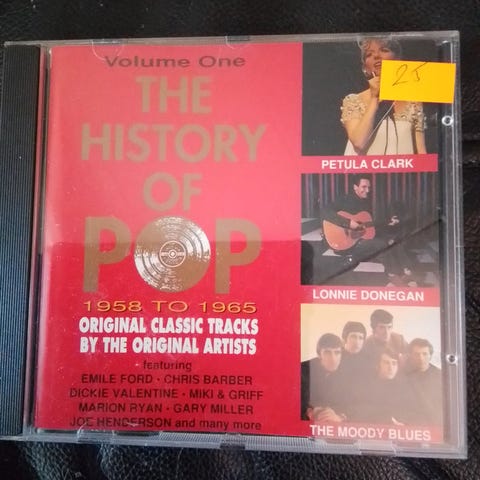 Volume One
THE
HISTORY
OF
POP
1958 TO 1965
ORIGINAL CLASSIC TRACKS
BY THE ORIGINAL ARTISTS
featuring
EMILE FORD • CHRIS BARBER
DICKIE VALENTINE • MIKI & GRIFF
MARION RYAN • GARY MILLER
JOE HENDERSON and many more
25
PETULA CLARK
LONNIE DONEGAN
THE MOODY BLUES